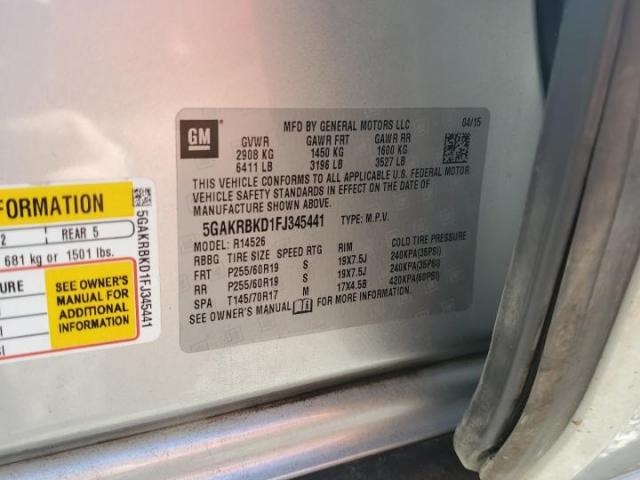 GM
MFD BY GENERAL MOTORS LLC 04/15
GVWR GAWR FRT GAWR RR
2908 KG 1450 KG 1600 KG
6411 LB 3196 LB 3527 LB
THIS VEHICLE CONFORMS TO ALL APPLICABLE U.S. FEDERAL MOTOR
VEHICLE SAFETY STANDARDS IN EFFECT ON THE DATE OF
MANUFACTURE SHOWN ABOVE.
5GAKRBKD1FJ345441 TYPE: M.P.V.
MODEL: R14526
RBBG TIRE SIZE SPEED RTG RIM COLD TIRE PRESSURE
FRT P255/60R19 S 19X7.5J 240KPA(35PSI)
RR P255/60R19 S 19X7.5J 240KPA(35PSI)
SPA T145/70R17 M 17X4.5B 420KPA(60PSI)
SEE OWNER'S MANUAL FOR MORE INFORMATION.
FORMATION
2 REAR 5
681 kg or 1501 lbs.
SURE
SEE OWNER'S
MANUAL FOR
ADDITIONAL
INFORMATION
5GAKRBKD1FJ345441